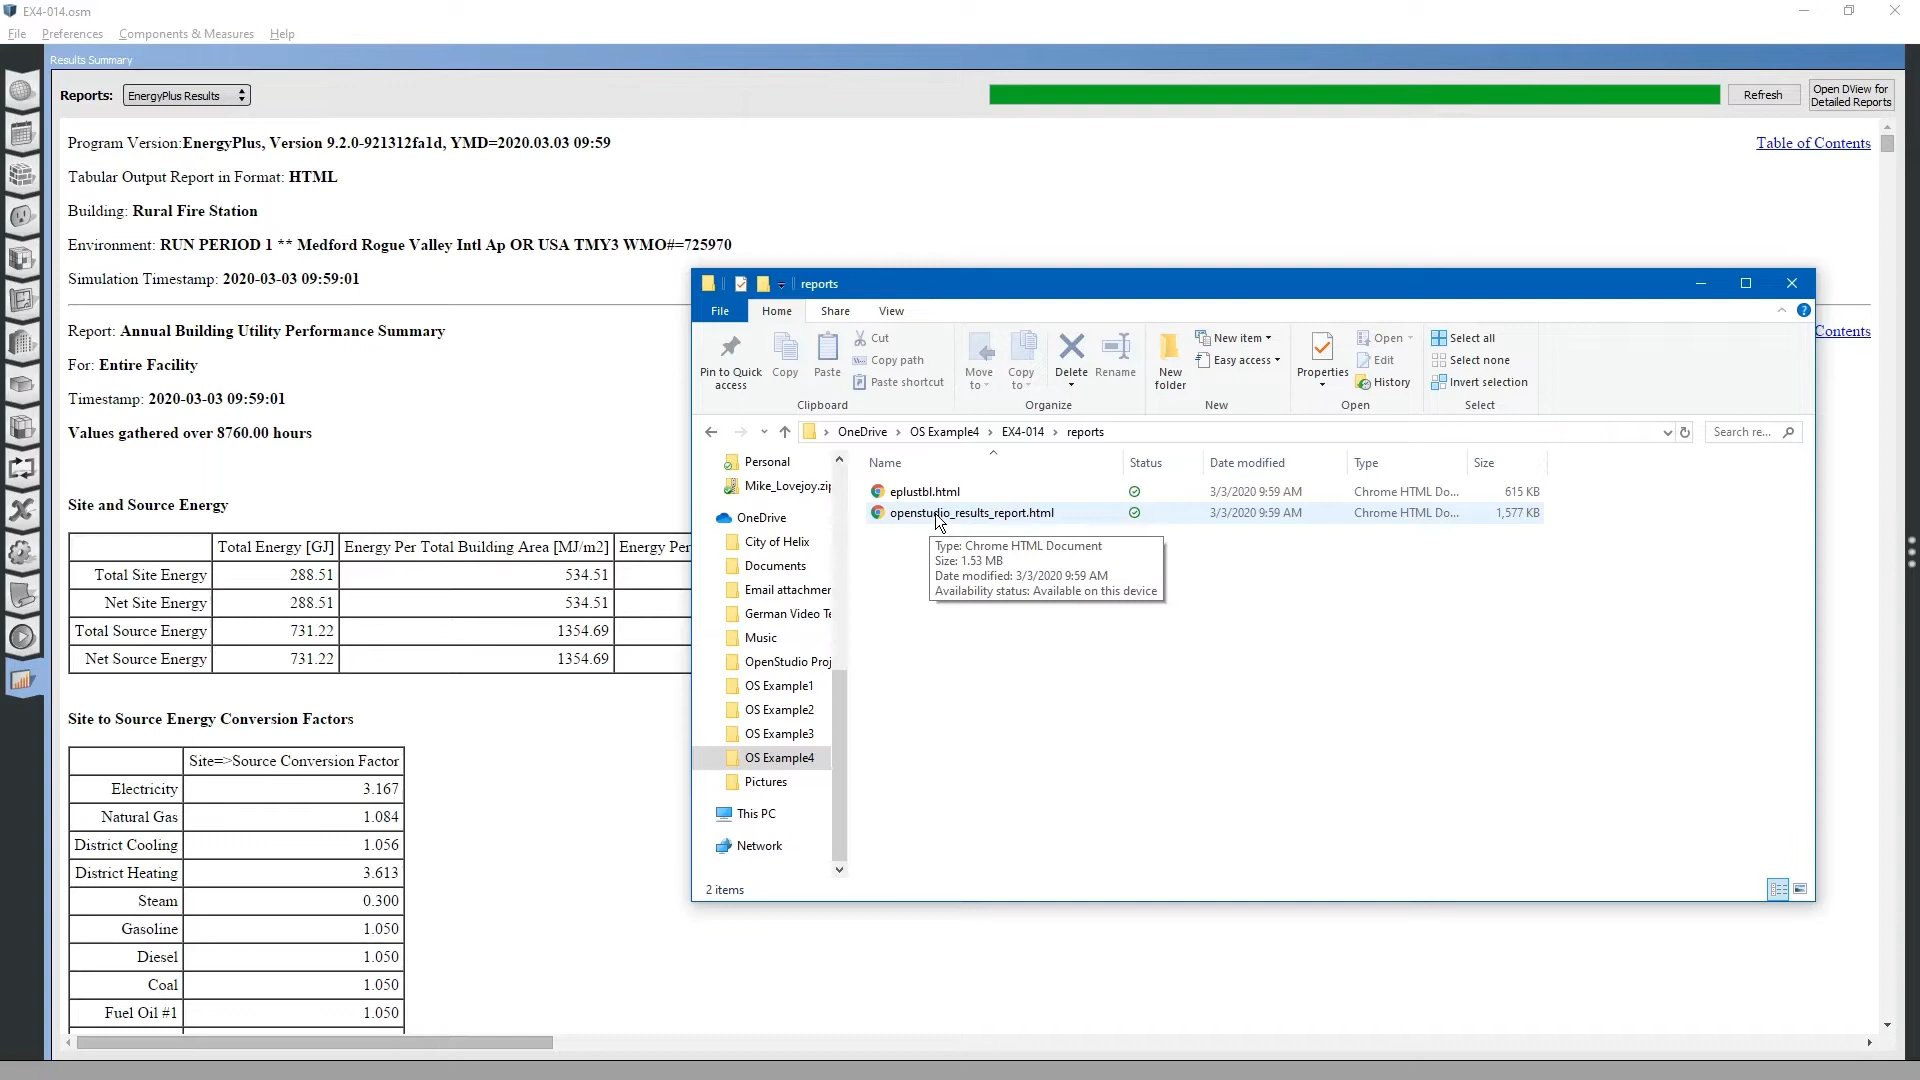 EX4-014.osm
File Preferences Components & Measures Help
Results Summary
Reports: EnergyPlus Results
Refresh
Open DView for
Detailed Reports
Program Version:EnergyPlus, Version 9.2.0-921312fa1d, YMD=2020.03.03 09:59
Table of Contents
Tabular Output Report in Format: HTML
Building: Rural Fire Station
Environment: RUN PERIOD 1 ** Medford Rogue Valley Intl Ap OR USA TMY3 WMO#=725970
Simulation Timestamp: 2020-03-03 09:59:01
Report: Annual Building Utility Performance Summary
Contents
For: Entire Facility
Timestamp: 2020-03-03 09:59:01
Values gathered over 8760.00 hours
Site and Source Energy
Total Energy [GJ] Energy Per Total Building Area [MJ/m2] Energy Per
Total Site Energy 288.51 534.51
Net Site Energy 288.51 534.51
Total Source Energy 731.22 1354.69
Net Source Energy 731.22 1354.69
Site to Source Energy Conversion Factors
Site=>Source Conversion Factor
Electricity 3.167
Natural Gas 1.084
District Cooling 1.056
District Heating 3.613
Steam 0.300
Gasoline 1.050
Diesel 1.050
Coal 1.050
Fuel Oil #1 1.050
reports
File Home Share View
Pin to Quick
access
Copy
Paste
Cut
Copy path
Paste shortcut
Clipboard
Move
to
Copy
to
Delete
Rename
Organize
New
folder
New item
Easy access
New
Properties
Open
Edit
History
Open
Select all
Select none
Invert selection
Select
OneDrive › OS Example4 › EX4-014 › reports
Search re...
Personal
Mike_Lovejoy.zip
OneDrive
City of Helix
Documents
Email attachmer
German Video Te
Music
OpenStudio Proj
OS Example1
OS Example2
OS Example3
OS Example4
Pictures
This PC
Network
Name Status Date modified Type Size
eplustbl.html 3/3/2020 9:59 AM Chrome HTML Do... 615 KB
openstudio_results_report.html 3/3/2020 9:59 AM Chrome HTML Do... 1,577 KB
Type: Chrome HTML Document
Size: 1.53 MB
Date modified: 3/3/2020 9:59 AM
Availability status: Available on this device
2 items